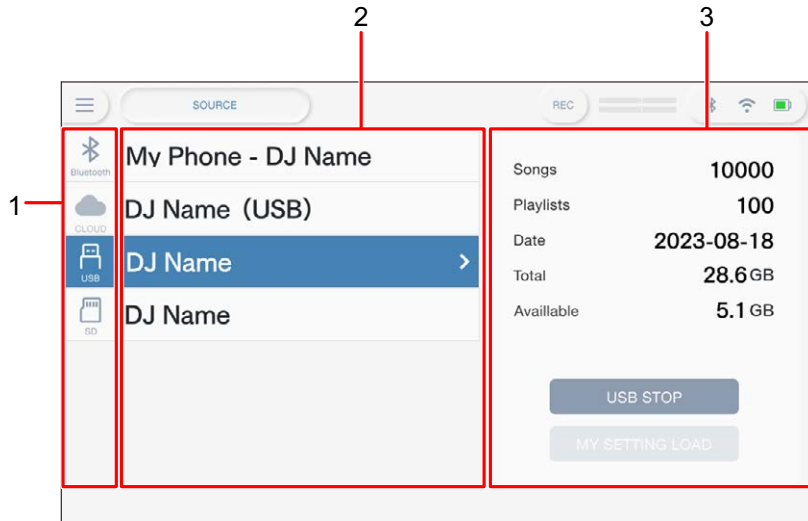 2
3
SOURCE
REC
Bluetooth
My Phone - DJ Name
1
CLOUD
DJ Name (USB)
USB
DJ Name
SD
DJ Name
Songs 10000
Playlists 100
Date 2023-08-18
Total 28.6 GB
Availlable 5.1 GB
USB STOP
MY SETTING LOAD